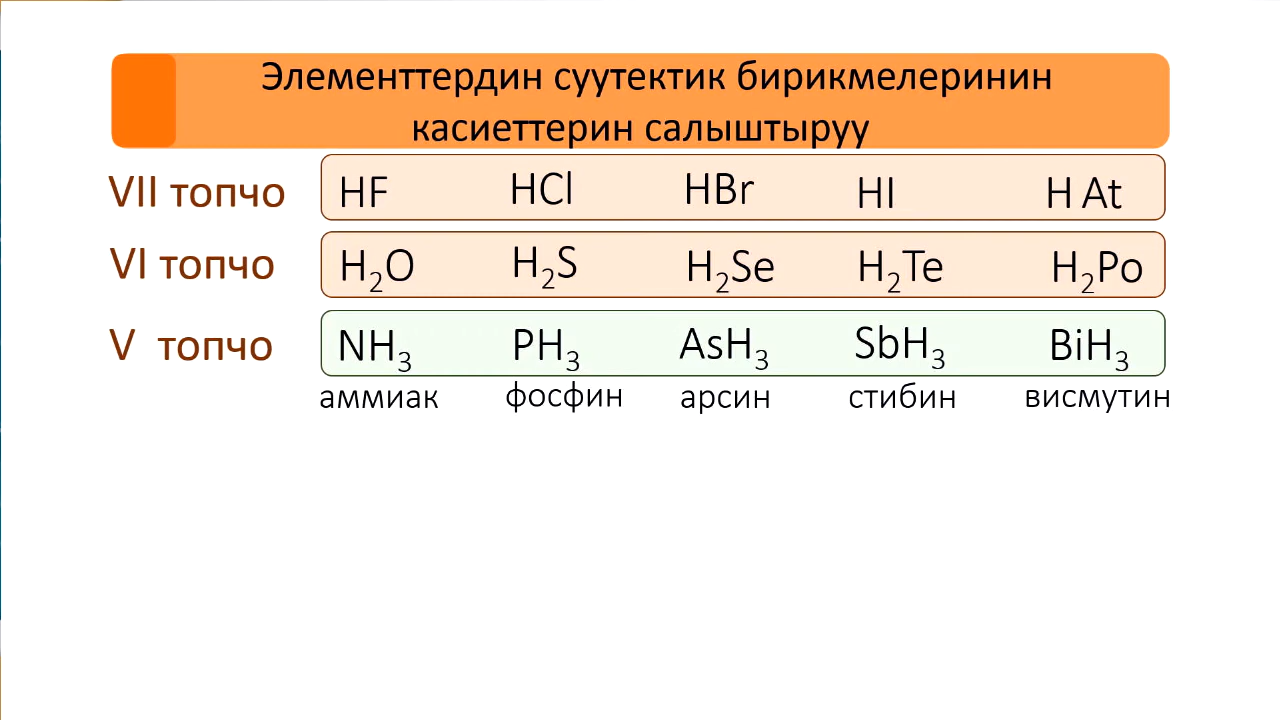 Элементтердин суутектик бирикмелеринин
касиеттерин салыштыруу
VII топчо HF HCl HBr HI H At
VI топчо H₂O H₂S H₂Se H₂Te H₂Po
V топчо NH₃ PH₃ AsH₃ SbH₃ BiH₃
аммиак фосфин арсин стибин висмутин